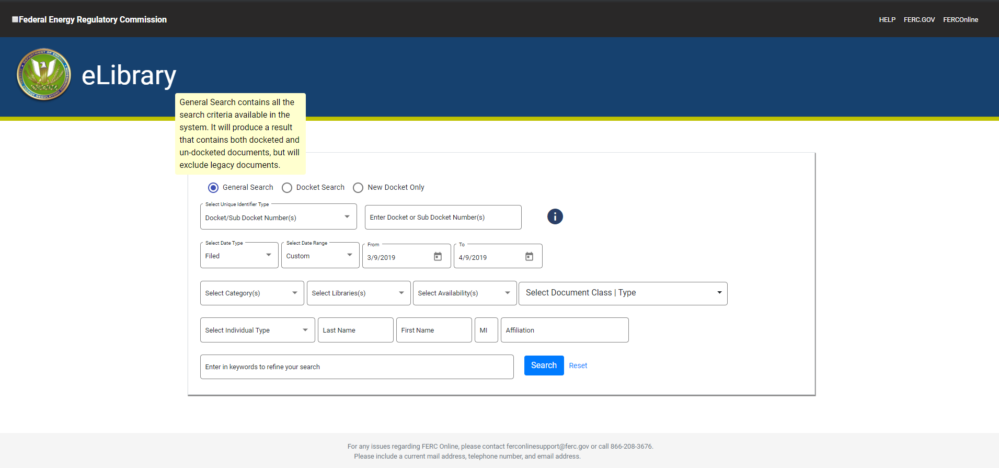 Federal Energy Regulatory Commission
HELP FERC.GOV FERCOnline
eLibrary
General Search contains all the
search criteria available in the
system. It will produce a result
that contains both docketed and
un-docketed documents, but will
exclude legacy documents.
General Search Docket Search New Docket Only
Select Unique Identifier Type
Docket/Sub Docket Number(s) Enter Docket or Sub Docket Number(s)
Select Date Type Select Date Range From To
Filed Custom 3/9/2019 4/9/2019
Select Category(s) Select Libraries(s) Select Availability(s) Select Document Class | Type
Select Individual Type Last Name First Name MI Affiliation
Enter in keywords to refine your search Search Reset
For any issues regarding FERC Online, please contact ferconlinesupport@ferc.gov or call 866-208-3676.
Please include a current mail address, telephone number, and email address.